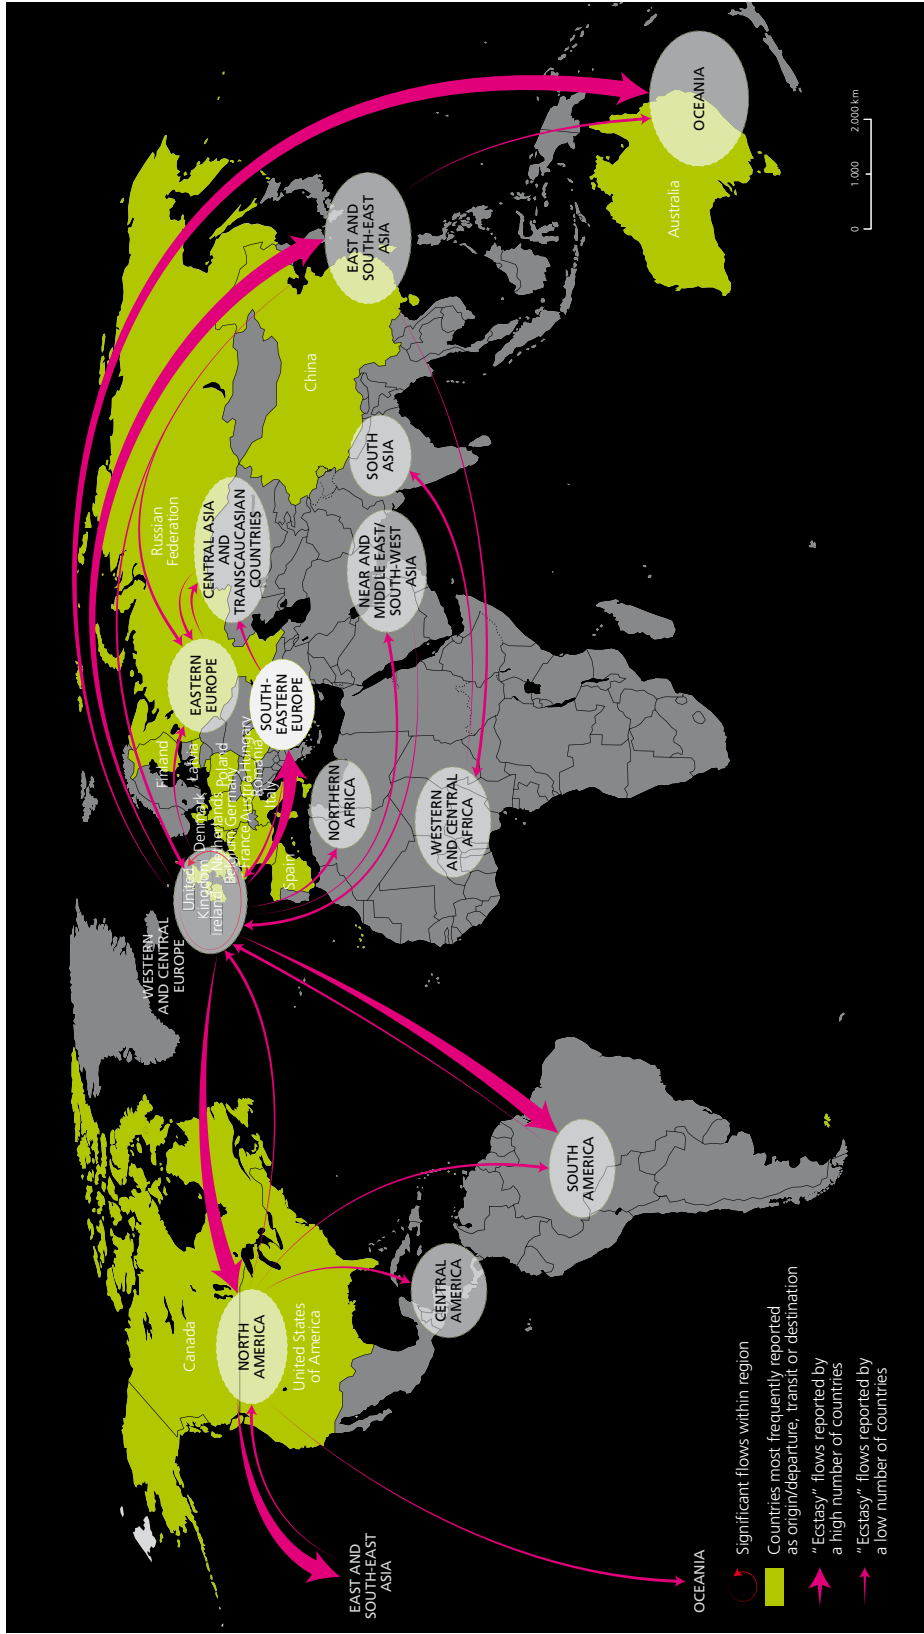 WESTERN
AND CENTRAL
EUROPE
United
Kingdom
Ireland
Denmark
Netherlands
Belgium
Germany
Poland
France
Austria
Hungary
Romania
Italy
Spain
Finland
Latvia
Russian
Federation
EASTERN
EUROPE
SOUTH-
EASTERN
EUROPE
CENTRAL ASIA
AND
TRANSCAUCASIAN
COUNTRIES
China
EAST AND
SOUTH-EAST
ASIA
SOUTH
ASIA
NEAR AND
MIDDLE EAST/
SOUTH-WEST
ASIA
NORTHERN
AFRICA
WESTERN
AND CENTRAL
AFRICA
Australia
OCEANIA
0 1.000 2.000 km
Canada
NORTH
AMERICA
United States
of America
CENTRAL
AMERICA
SOUTH
AMERICA
EAST AND
SOUTH-EAST
ASIA
OCEANIA
Significant flows within region
Countries most frequently reported
as origin/departure, transit or destination
“Ecstasy” flows reported by
a high number of countries
“Ecstasy” flows reported by
a low number of countries